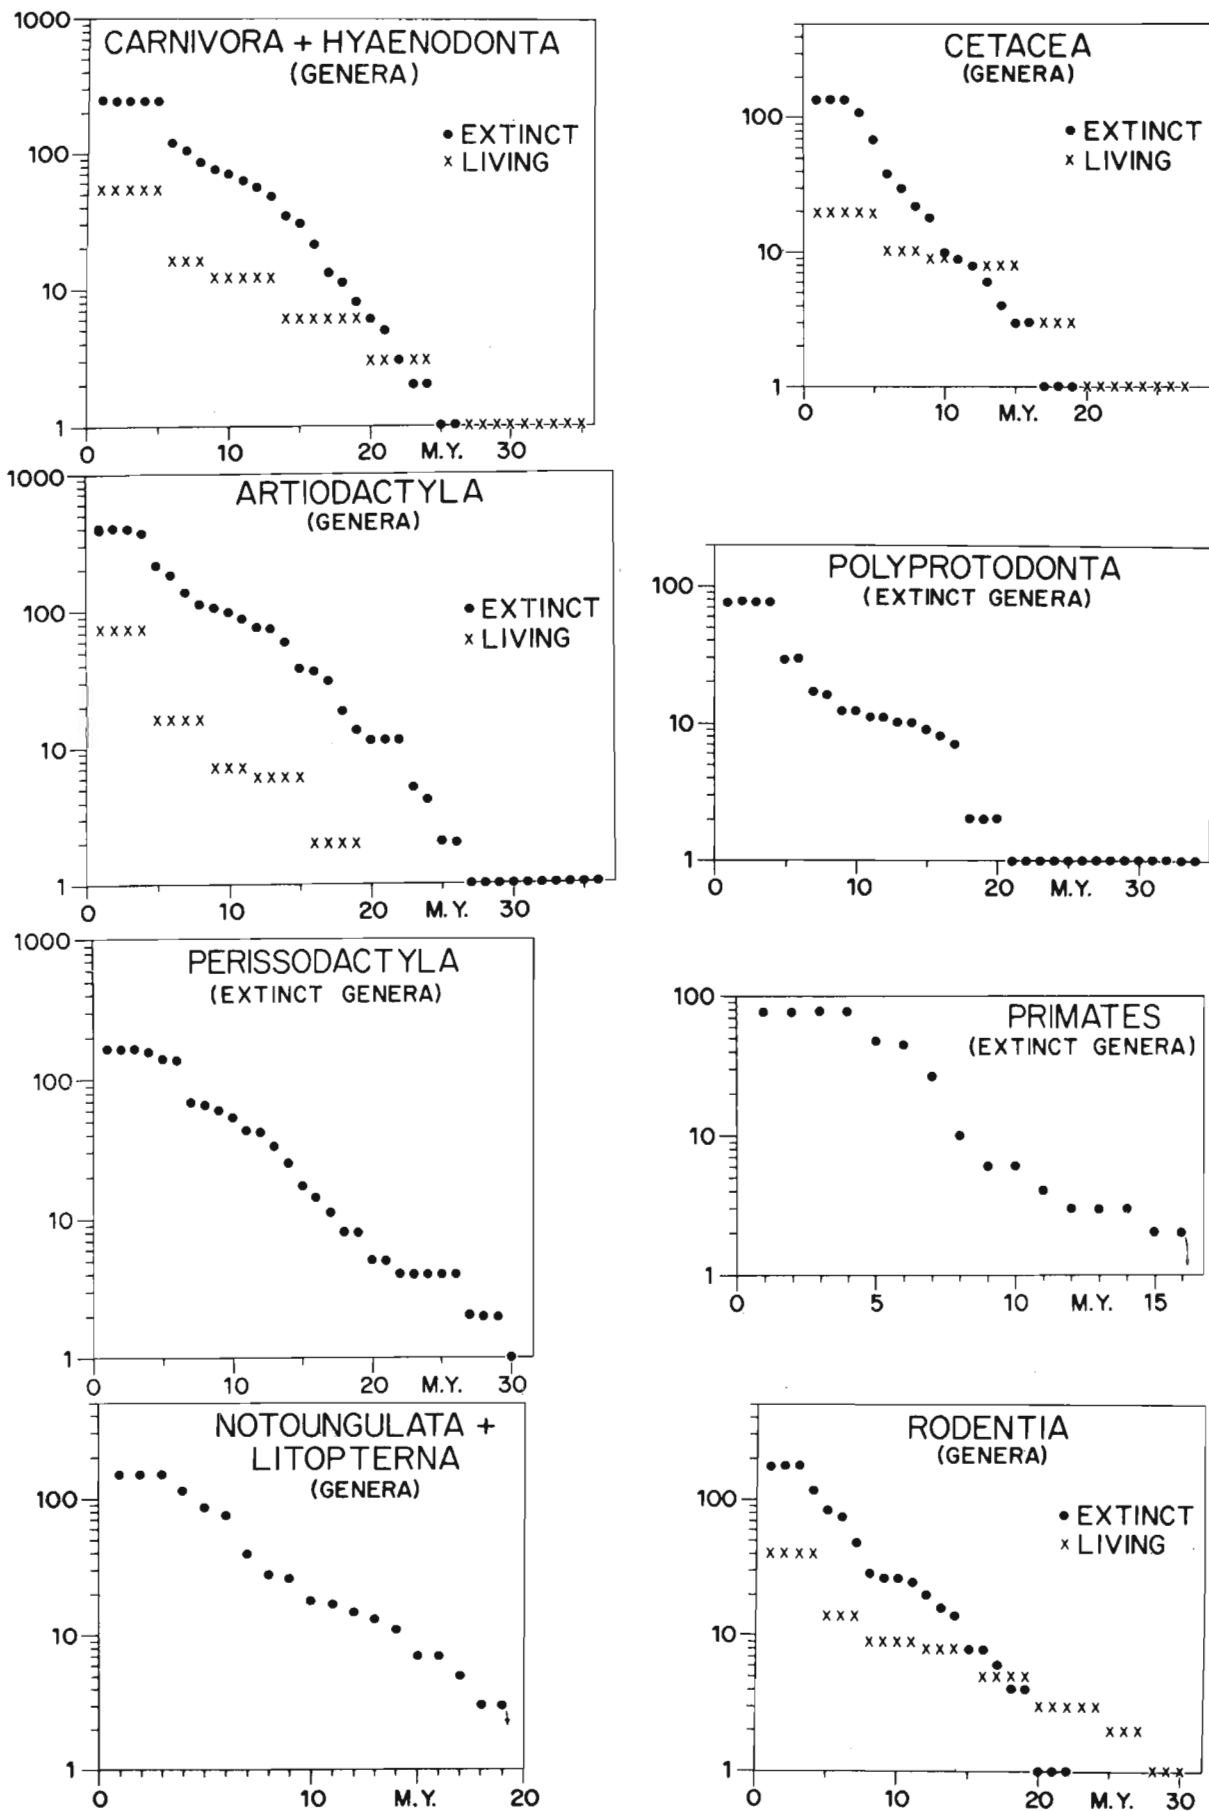 CARNIVORA + HYAENODONTA
(GENERA)
• EXTINCT
x LIVING
1000
100
10
1
0 10 20 M.Y. 30
CETACEA
(GENERA)
• EXTINCT
x LIVING
100
10
1
0 10 M.Y. 20
ARTIODACTYLA
(GENERA)
• EXTINCT
x LIVING
1000
100
10
1
0 10 20 M.Y. 30
POLYPROTODONTA
(EXTINCT GENERA)
100
10
1
0 10 20 M.Y. 30
PERISSODACTYLA
(EXTINCT GENERA)
1000
100
10
1
0 10 20 M.Y. 30
PRIMATES
(EXTINCT GENERA)
100
10
1
0 5 10 M.Y. 15
NOTOUNGULATA +
LITOPTERNA
(GENERA)
100
10
1
0 10 M.Y. 20
RODENTIA
(GENERA)
• EXTINCT
x LIVING
100
10
1
0 10 20 M.Y. 30